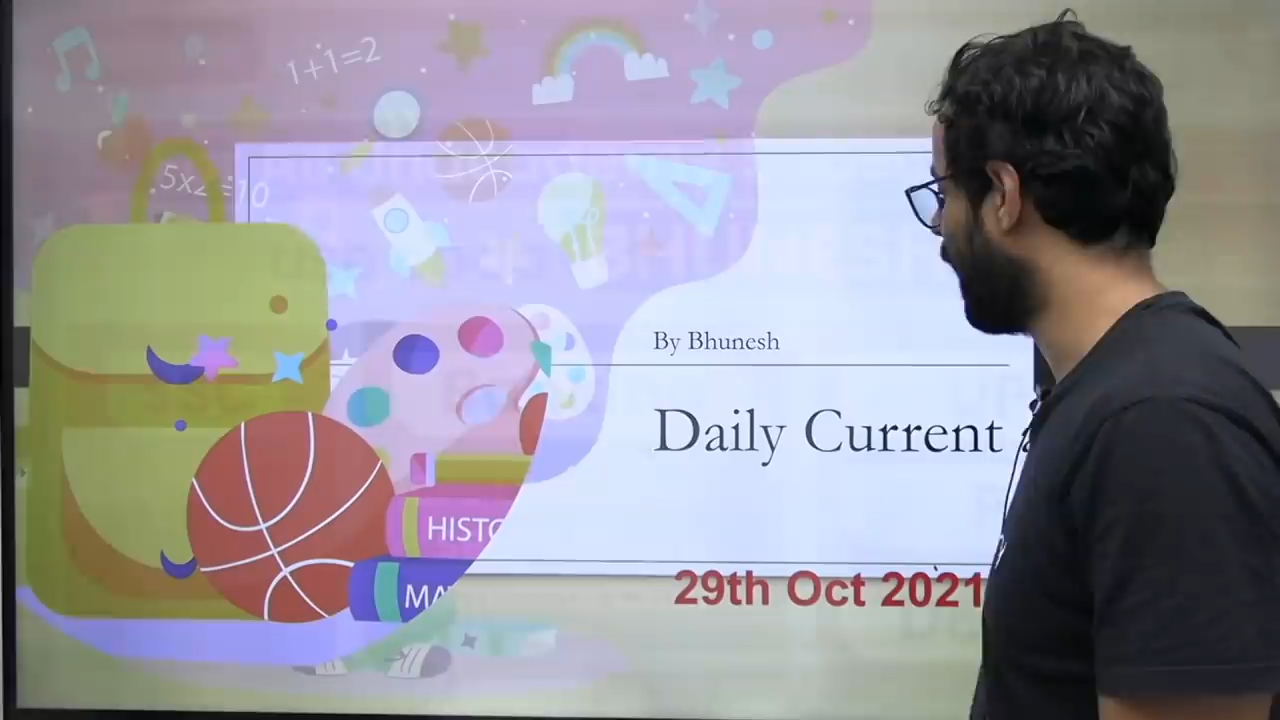 1+1=2
By Bhunesh
Daily Current
HISTO
MA
29th Oct 2021